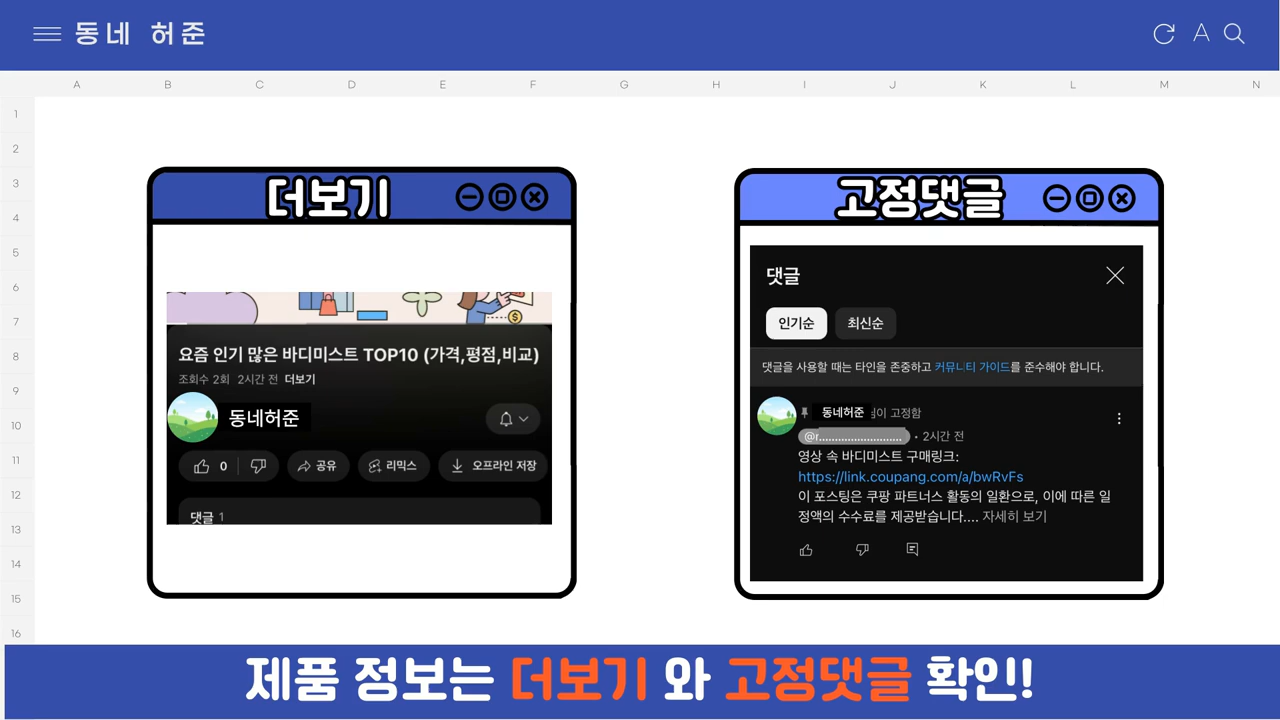 동네 허준
A
A B C D E F G H I J K L M N
1
2
3
4
5
6
7
8
9
10
11
12
13
14
15
16
더보기
요즘 인기 많은 바디미스트 TOP10 (가격,평점,비교)
조회수 2회 2시간 전 더보기
동네허준
0 공유 리믹스 오프라인 저장
댓글 1
고정댓글
댓글
인기순 최신순
댓글을 사용할 때는 타인을 존중하고 커뮤니티 가이드를 준수해야 합니다.
동네허준 님이 고정함
@r........................... • 2시간 전
영상 속 바디미스트 구매링크:
https://link.coupang.com/a/bwRvFs
이 포스팅은 쿠팡 파트너스 활동의 일환으로, 이에 따른 일
정액의 수수료를 제공받습니다.... 자세히 보기
제품 정보는 더보기 와 고정댓글 확인!